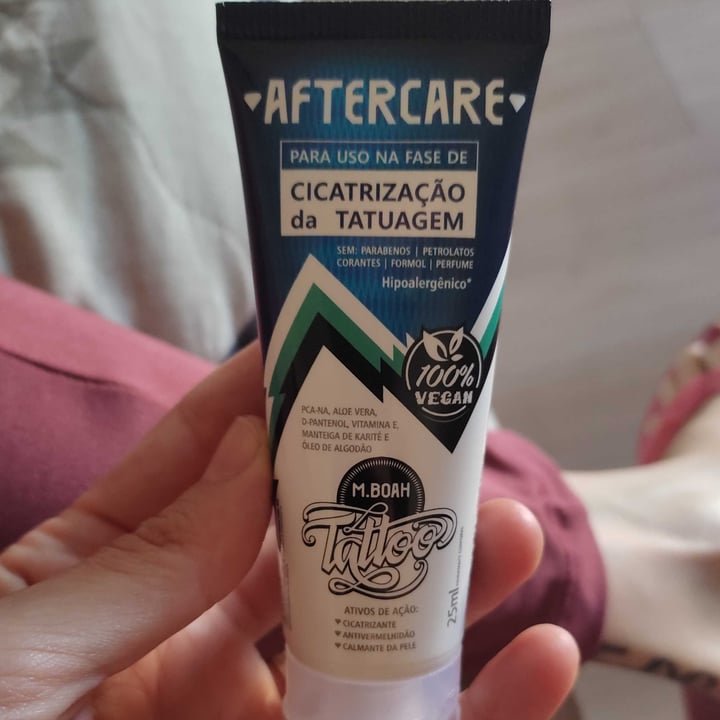 AFTERCARE
PARA USO NA FASE DE
CICATRIZAÇÃO
da TATUAGEM
SEM: PARABENOS | PETROLATOS
CORANTES | FORMOL | PERFUME
Hipoalergênico*
100%
VEGAN
PCA-NA, ALOE VERA,
D-PANTENOL, VITAMINA E,
MANTEIGA DE KARITÉ E
ÓLEO DE ALGODÃO
M.BOAH
Tattoo
ATIVOS DE AÇÃO:
CICATRIZANTE
ANTIVERMELHIDÃO
CALMANTE DA PELE
25ml